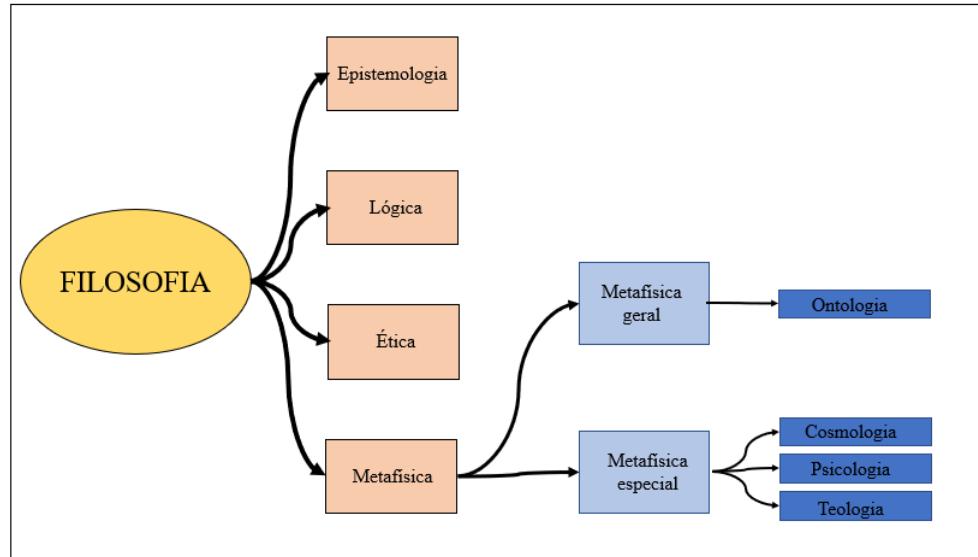 Epistemologia
Lógica
FILOSOFIA
Ética
Metafísica
Metafísica
geral
Ontologia
Metafísica
especial
Cosmologia
Psicologia
Teologia